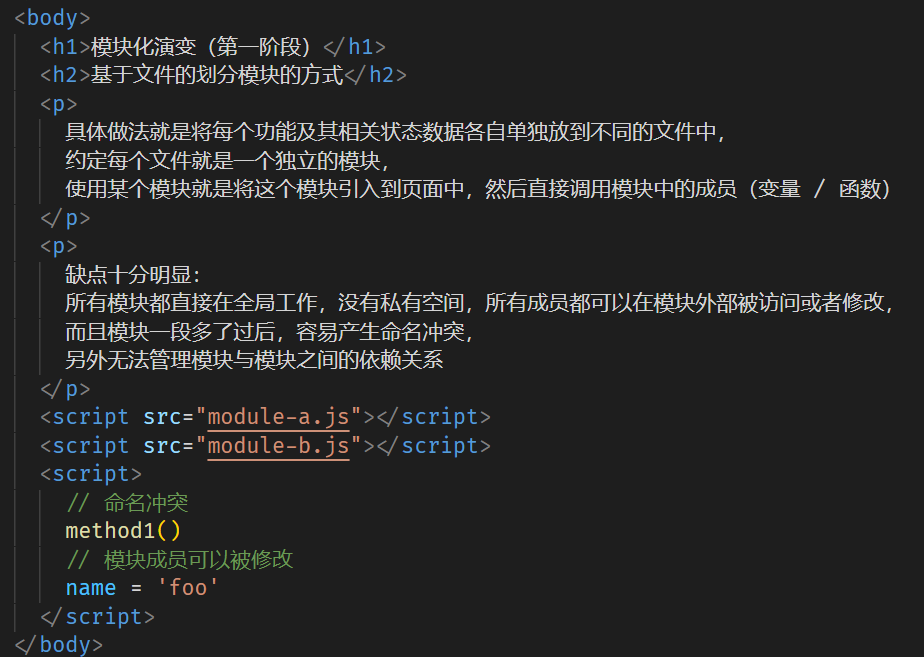 <body>
<h1>模块化演变（第一阶段）</h1>
<h2>基于文件的划分模块的方式</h2>
<p>
具体做法就是将每个功能及其相关状态数据各自单独放到不同的文件中，
约定每个文件就是一个独立的模块，
使用某个模块就是将这个模块引入到页面中，然后直接调用模块中的成员（变量 / 函数）
</p>
<p>
缺点十分明显：
所有模块都直接在全局工作，没有私有空间，所有成员都可以在模块外部被访问或者修改，
而且模块一段多了过后，容易产生命名冲突，
另外无法管理模块与模块之间的依赖关系
</p>
<script src="module-a.js"></script>
<script src="module-b.js"></script>
<script>
// 命名冲突
method1()
// 模块成员可以被修改
name = 'foo'
</script>
</body>